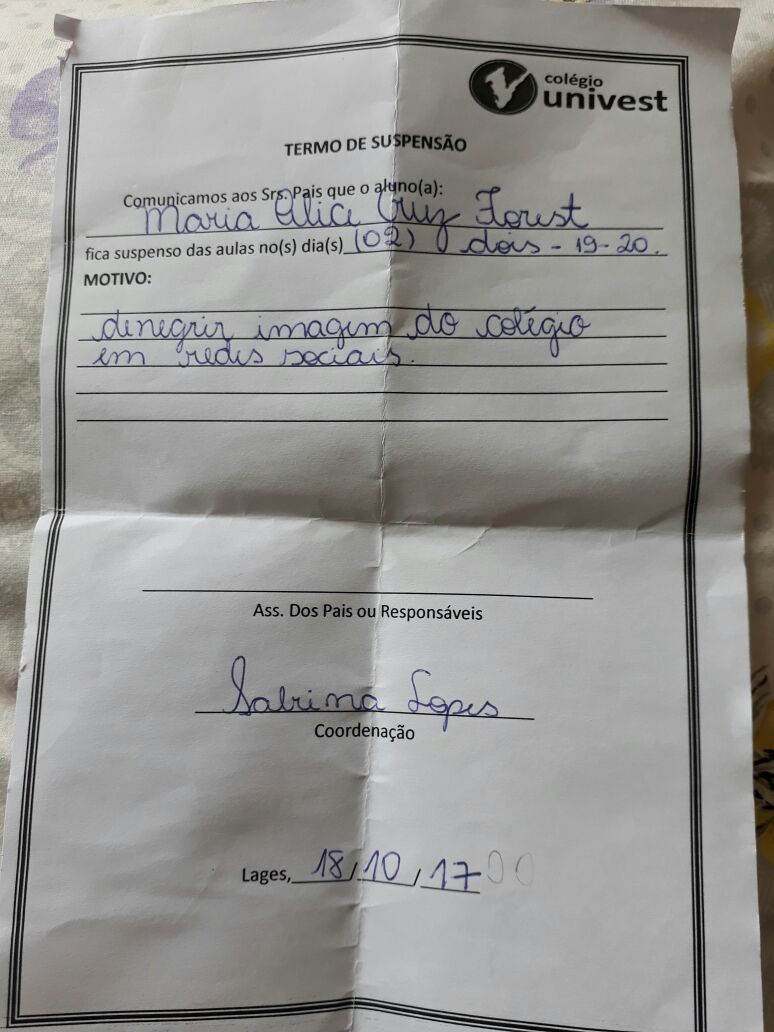 colégio
univest
TERMO DE SUSPENSÃO
Comunicamos aos Srs. Pais que o aluno(a):
Maria Alice Cruz Forest
fica suspenso das aulas no(s) dia(s) (02) dois - 19-20.
MOTIVO:
denegrir imagem do colégio
em redes sociais.
Ass. Dos Pais ou Responsáveis
Sabrina Lopes
Coordenação
Lages, 18/10/17